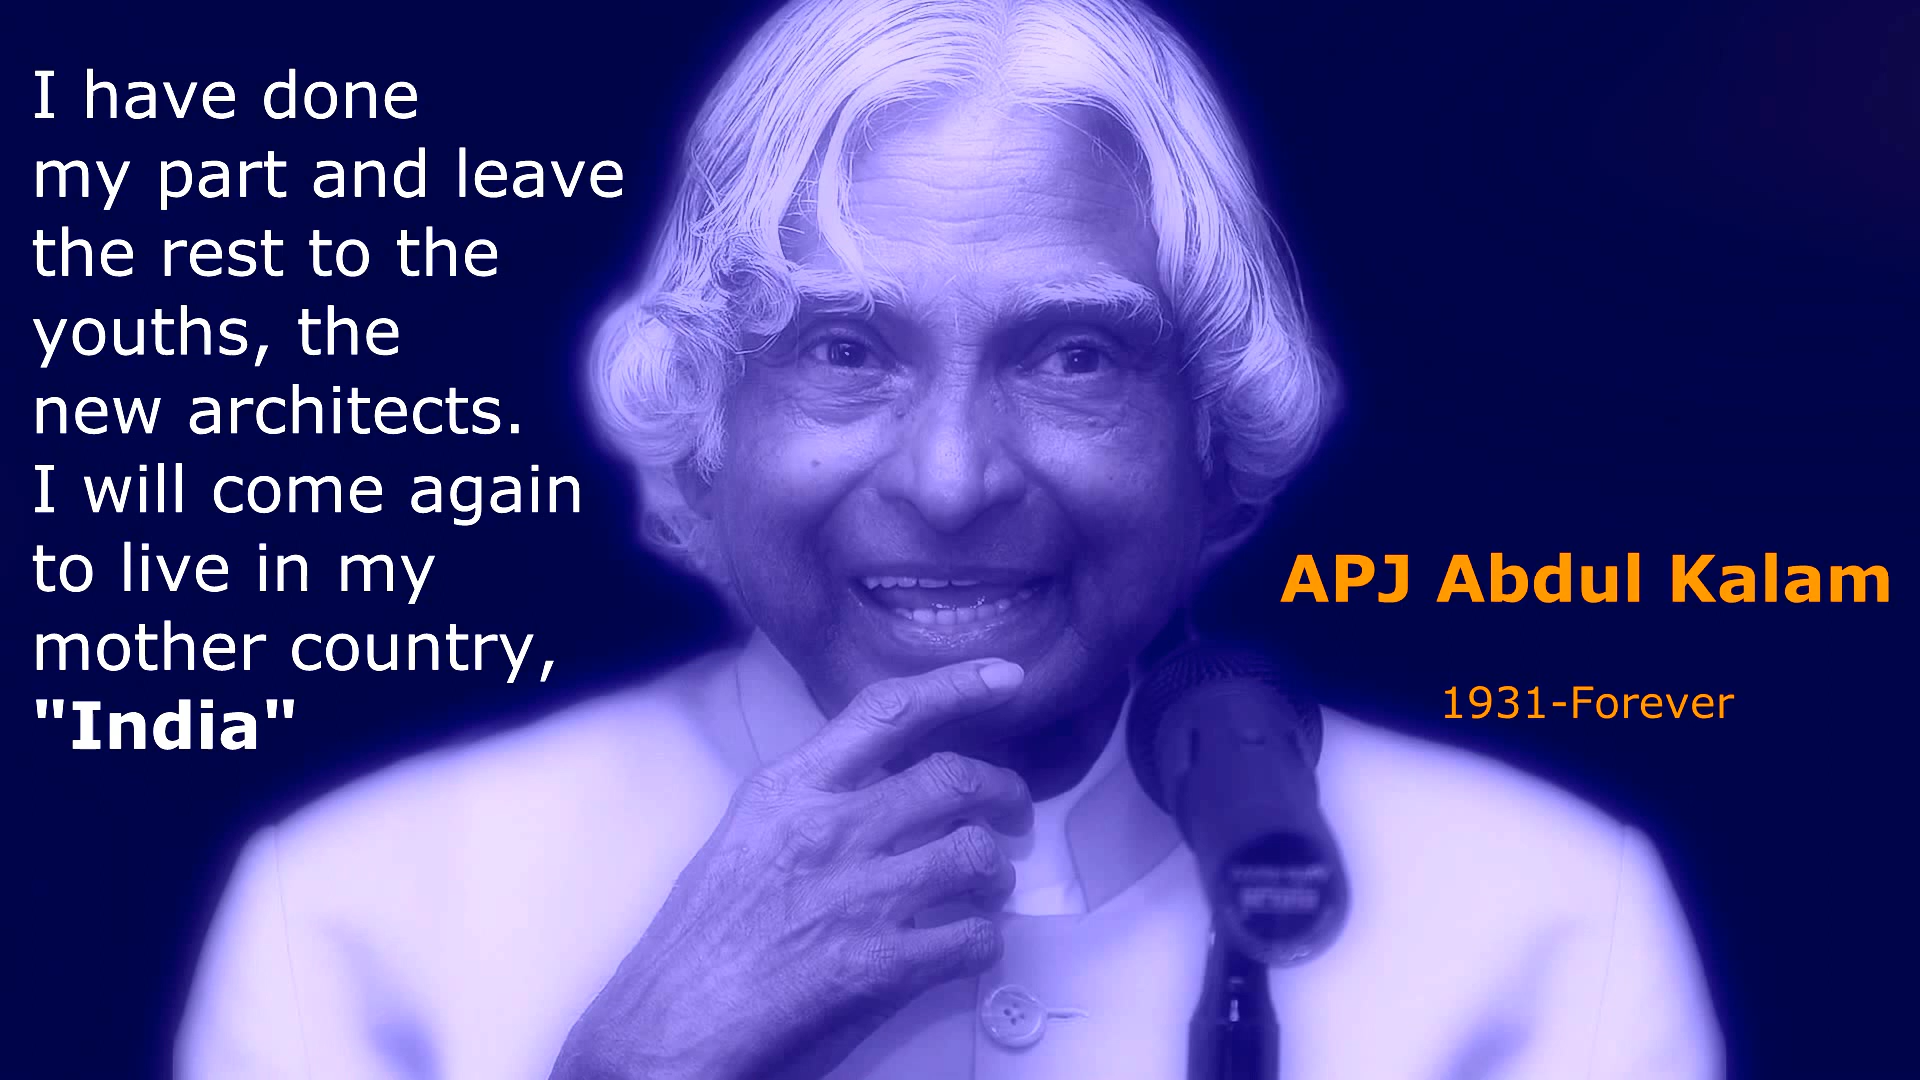 I have done
my part and leave
the rest to the
youths, the
new architects.
I will come again
to live in my
mother country,
"India"
APJ Abdul Kalam
1931-Forever